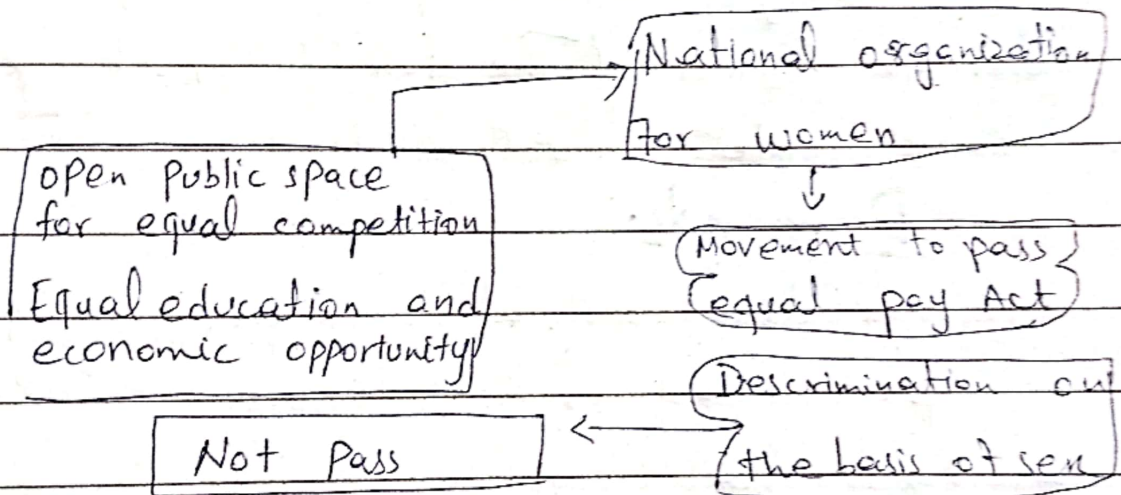 National organization
For women
open public space
for equal competition
Equal education and
economic opportunity
Movement to pass
equal pay Act
Descrimination on
the basis of sex
Not Pass